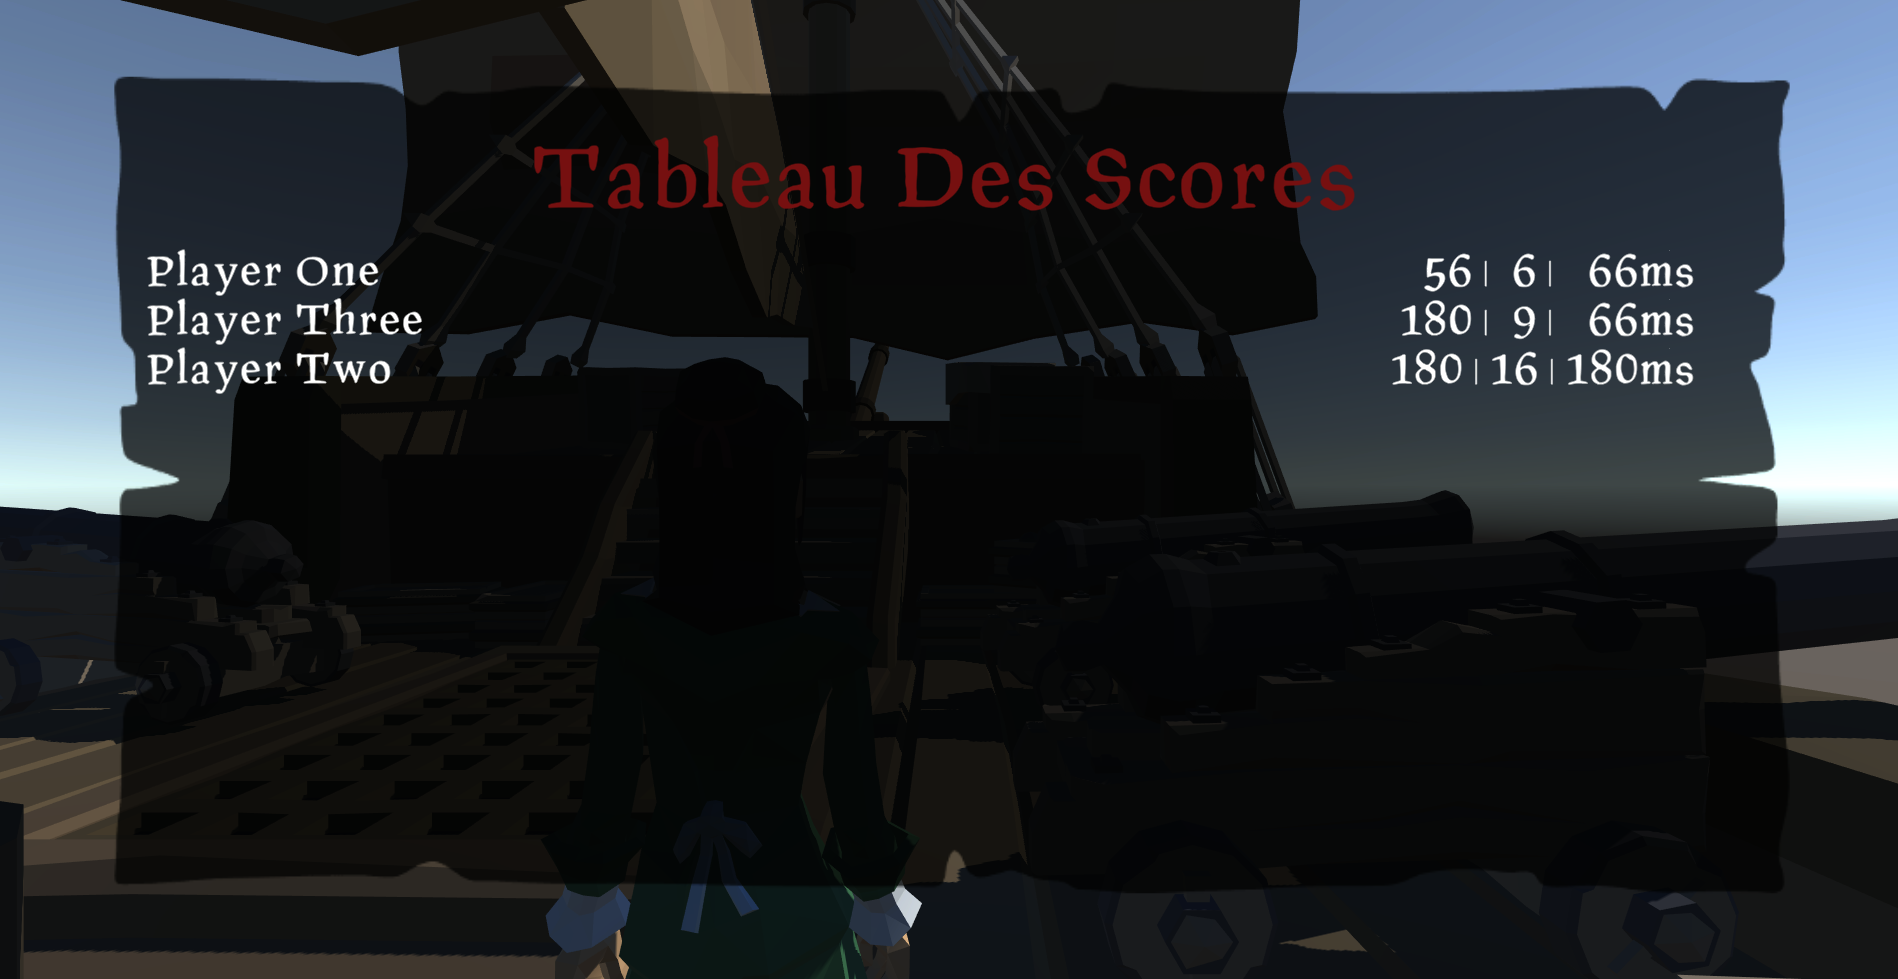 Tableau Des Scores
Player One 56 | 6 | 66ms
Player Three 180 | 9 | 66ms
Player Two 180 | 16 | 180ms